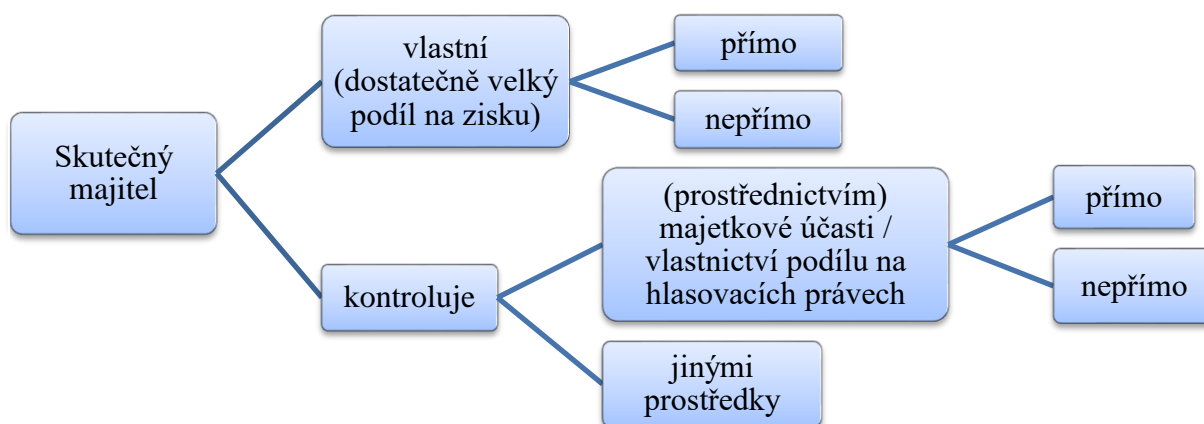 Skutečný
majitel
vlastní
(dostatečně velký
podíl na zisku)
přímo
nepřímo
kontroluje
(prostřednictvím)
majetkové účasti /
vlastnictví podílu na
hlasovacích právech
přímo
nepřímo
jinými
prostředky